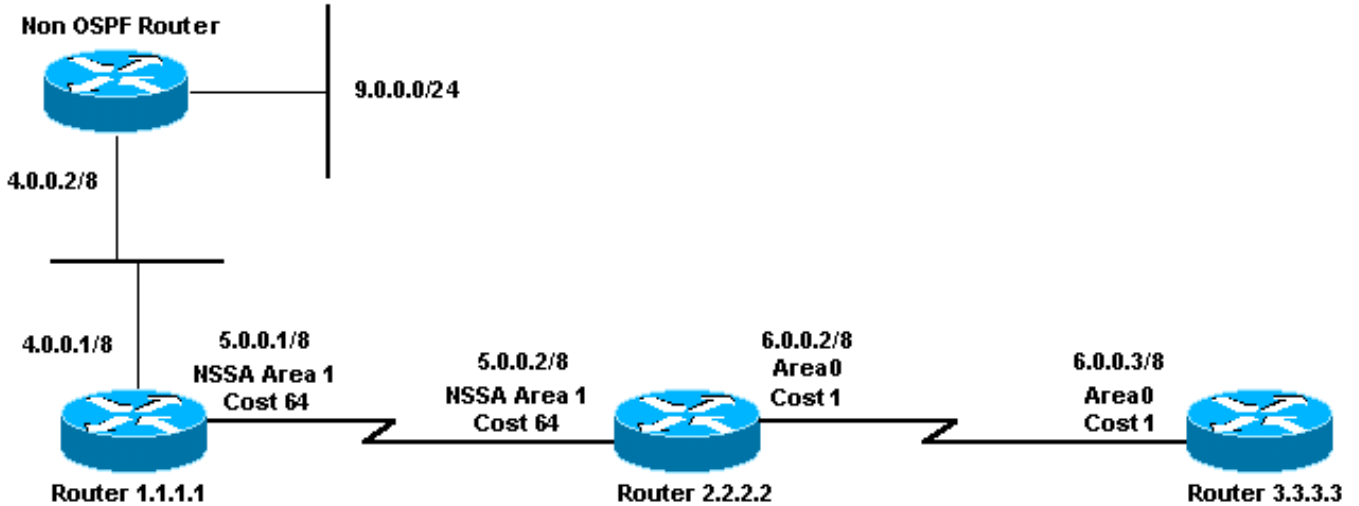 Non OSPF Router
9.0.0.0/24
4.0.0.2/8
4.0.0.1/8
5.0.0.1/8
NSSA Area 1
Cost 64
5.0.0.2/8
NSSA Area 1
Cost 64
6.0.0.2/8
Area0
Cost 1
6.0.0.3/8
Area0
Cost 1
Router 1.1.1.1
Router 2.2.2.2
Router 3.3.3.3